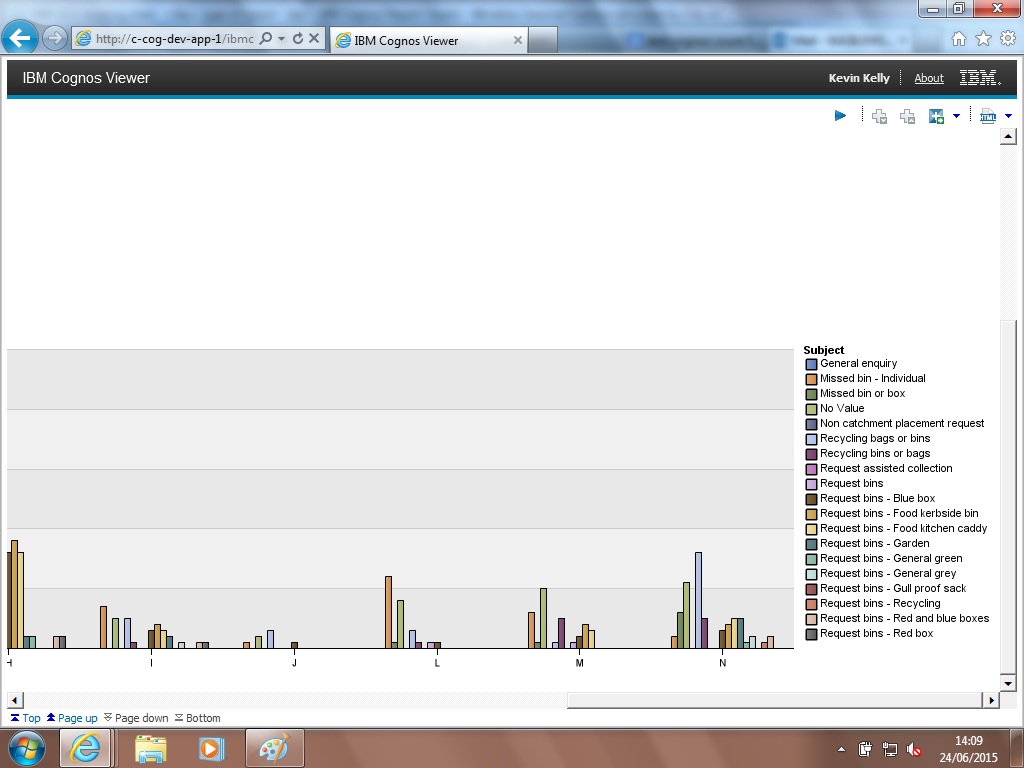 http://c-cog-dev-app-1/ibmc
IBM Cognos Viewer
IBM Cognos Viewer
Kevin Kelly
About
IBM.
HTML
Subject
General enquiry
Missed bin - Individual
Missed bin or box
No Value
Non catchment placement request
Recycling bags or bins
Recycling bins or bags
Request assisted collection
Request bins
Request bins - Blue box
Request bins - Food kerbside bin
Request bins - Food kitchen caddy
Request bins - Garden
Request bins - General green
Request bins - General grey
Request bins - Gull proof sack
Request bins - Recycling
Request bins - Red and blue boxes
Request bins - Red box
H I J L M N
Top Page up Page down Bottom
14:09
24/06/2015